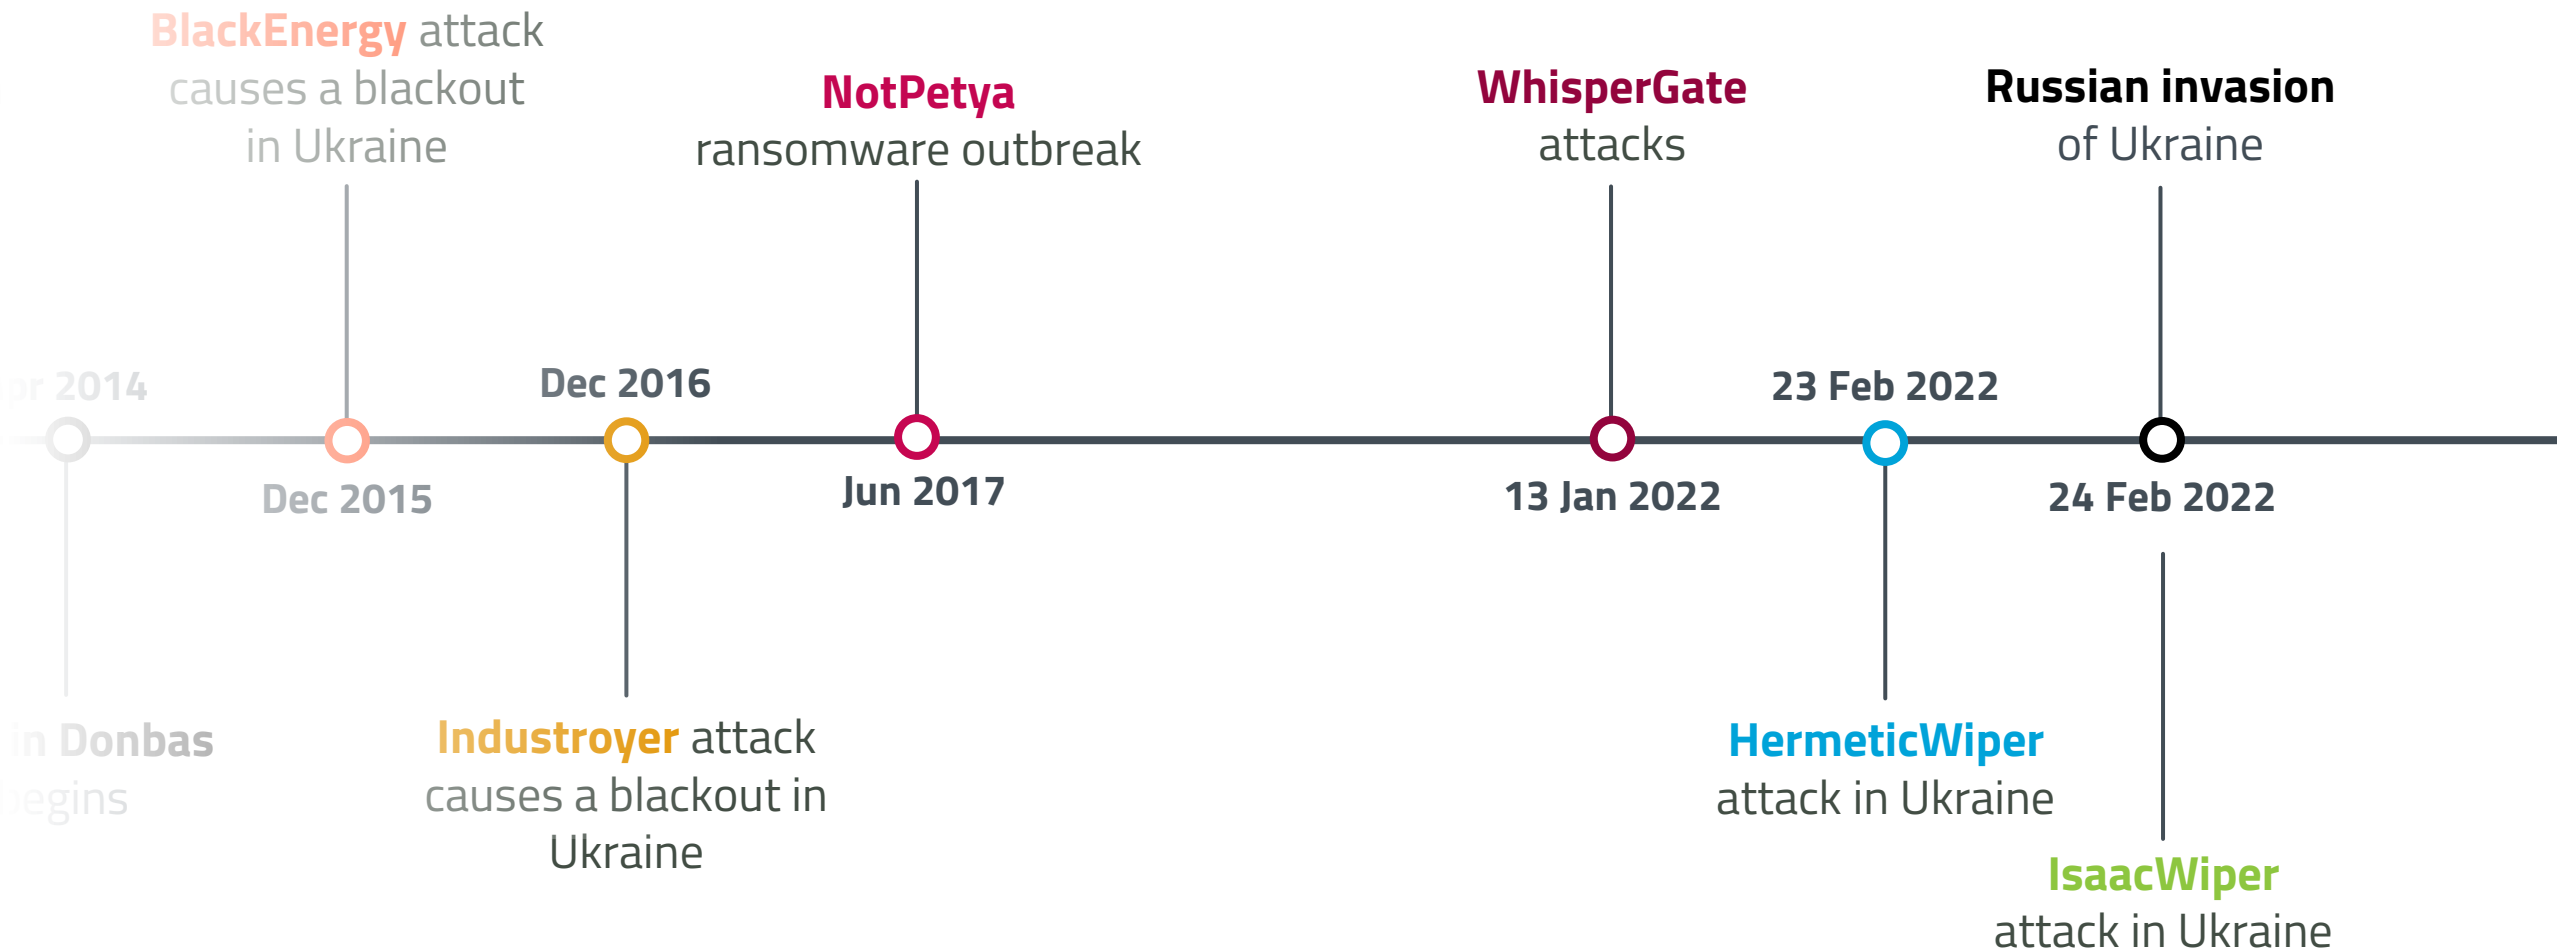 BlackEnergy attack
causes a blackout
in Ukraine
NotPetya
ransomware outbreak
WhisperGate
attacks
Russian invasion
of Ukraine
2014
Dec 2015
Dec 2016
Jun 2017
13 Jan 2022
23 Feb 2022
24 Feb 2022
in Donbas
begins
Industroyer attack
causes a blackout in
Ukraine
HermeticWiper
attack in Ukraine
IsaacWiper
attack in Ukraine